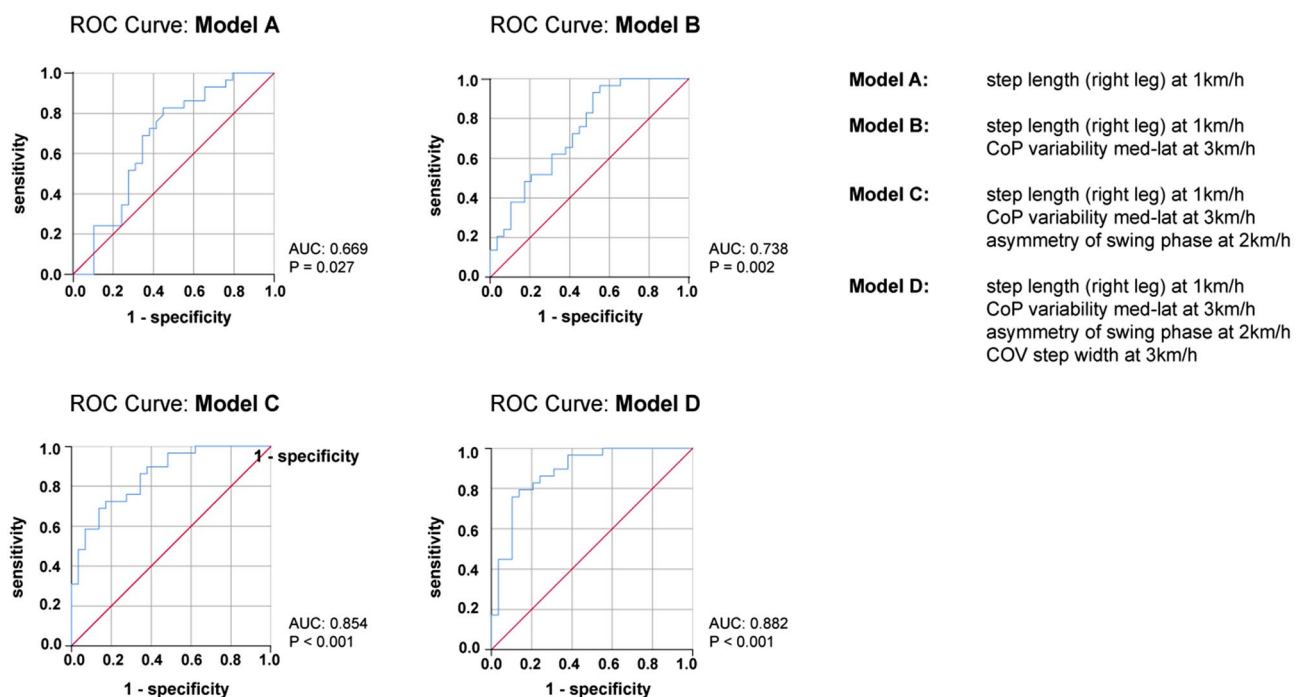 ROC Curve: Model A
1.0
0.8
0.6
0.4
0.2
0.0
sensitivity
0.0 0.2 0.4 0.6 0.8 1.0
1 - specificity
AUC: 0.669
P = 0.027
ROC Curve: Model B
1.0
0.8
0.6
0.4
0.2
0.0
sensitivity
0.0 0.2 0.4 0.6 0.8 1.0
1 - specificity
AUC: 0.738
P = 0.002
Model A: step length (right leg) at 1km/h
Model B: step length (right leg) at 1km/h
CoP variability med-lat at 3km/h
Model C: step length (right leg) at 1km/h
CoP variability med-lat at 3km/h
asymmetry of swing phase at 2km/h
Model D: step length (right leg) at 1km/h
CoP variability med-lat at 3km/h
asymmetry of swing phase at 2km/h
COV step width at 3km/h
ROC Curve: Model C
1.0
1 - specificity
0.8
0.6
0.4
0.2
0.0
sensitivity
0.0 0.2 0.4 0.6 0.8 1.0
1 - specificity
AUC: 0.854
P < 0.001
ROC Curve: Model D
1.0
0.8
0.6
0.4
0.2
0.0
sensitivity
0.0 0.2 0.4 0.6 0.8 1.0
1 - specificity
AUC: 0.882
P < 0.001